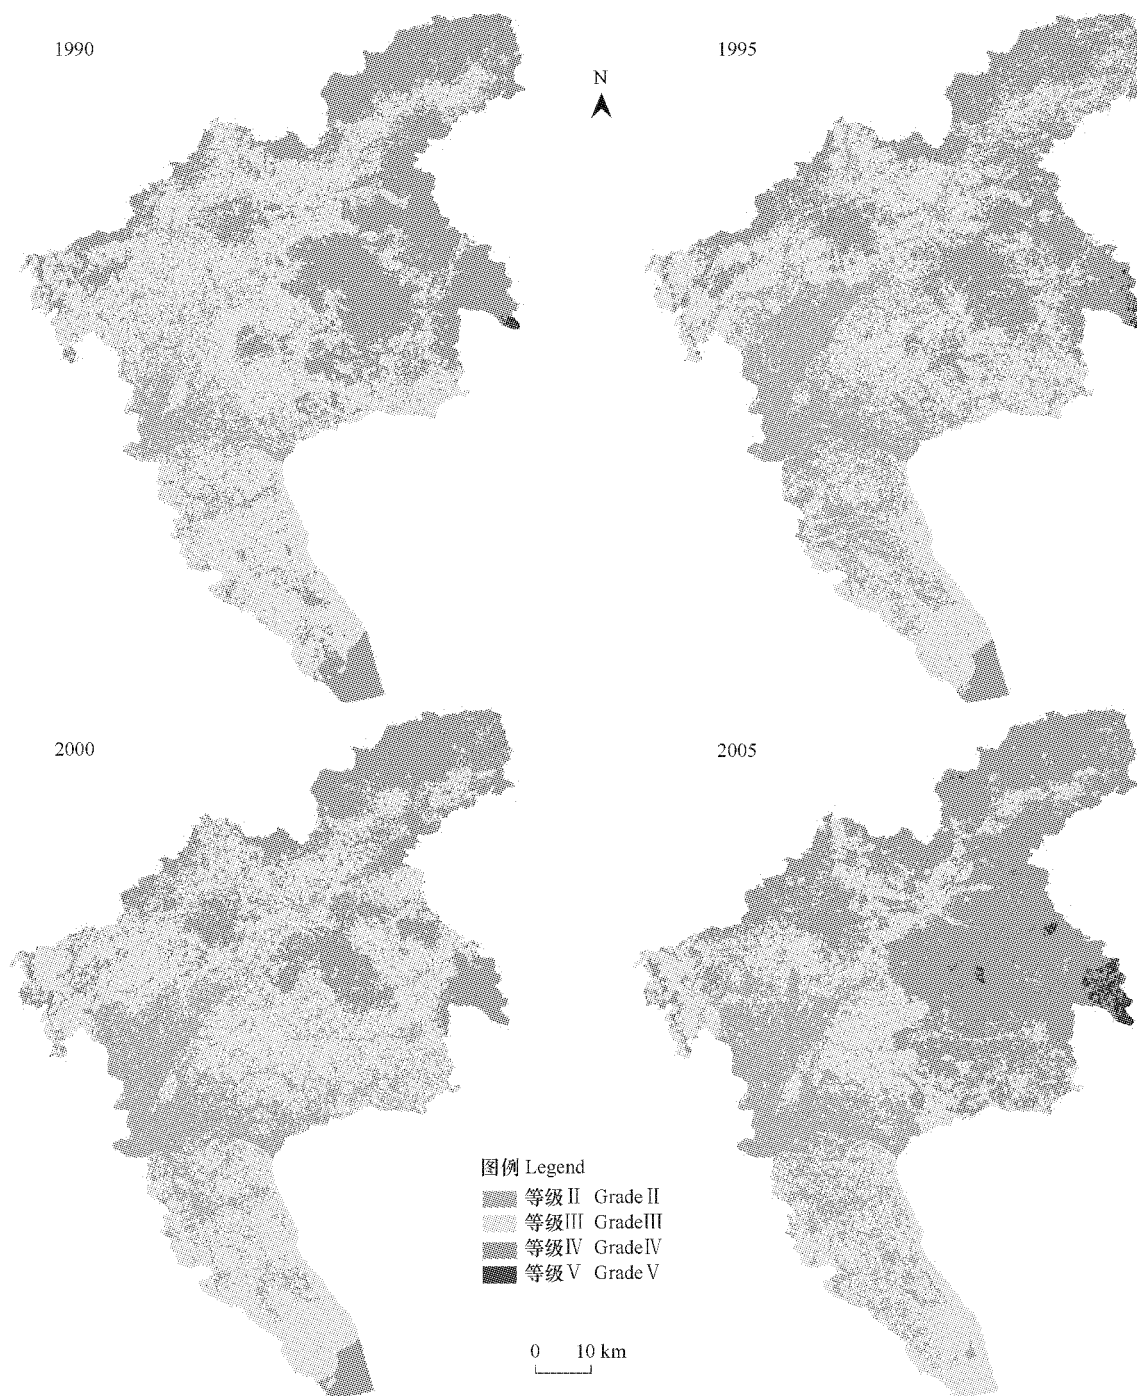 1990
1995
N
2000
2005
图例 Legend
等级II Grade II
等级III GradeIII
等级IV GradeIV
等级V Grade V
0 10 km